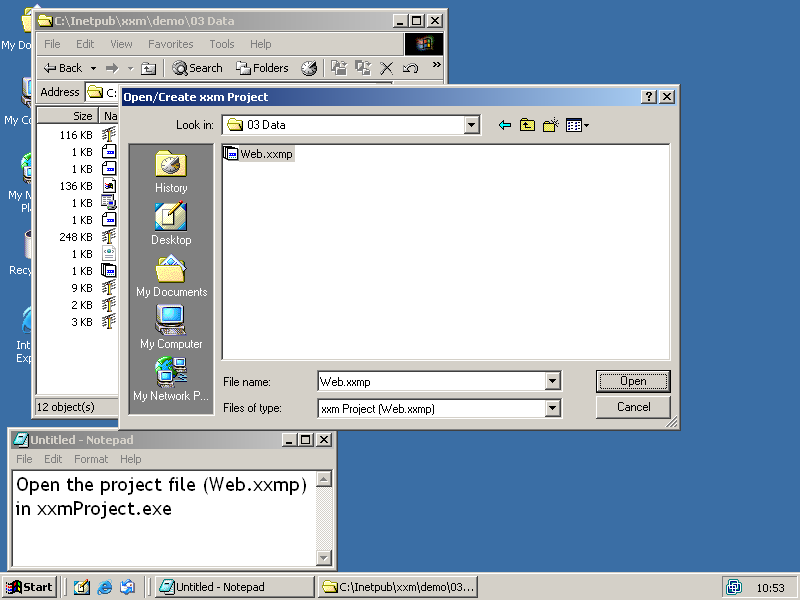 My Do
My Co
My N
Pl
Recy
Int
Exp
C:\Inetpub\xxm\demo\03 Data
File Edit View Favorites Tools Help
Back Search Folders »
Address C:
Size Na
116 KB
1 KB
1 KB
136 KB
1 KB
1 KB
248 KB
1 KB
1 KB
9 KB
2 KB
3 KB
12 object(s)
Open/Create xxm Project
Look in: 03 Data
History
Desktop
My Documents
My Computer
My Network P...
Web.xxmp
File name: Web.xxmp Open
Files of type: xxm Project (Web.xxmp) Cancel
Untitled - Notepad
File Edit Format Help
Open the project file (Web.xxmp)
in xxmProject.exe
Start Untitled - Notepad C:\Inetpub\xxm\demo\03... 10:53